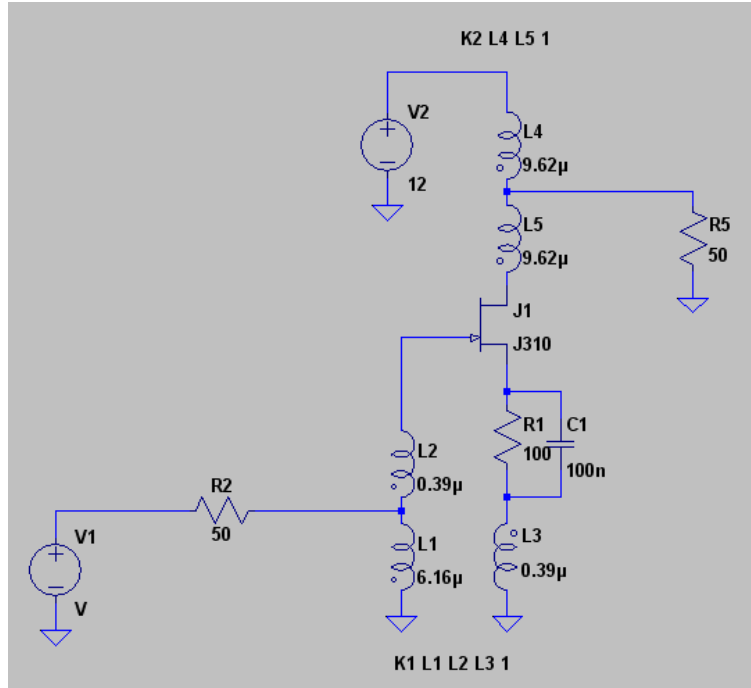 K2 L4 L5 1
V2
12
L4
9.62µ
L5
9.62µ
R5
50
J1
J310
R1
100
C1
100n
L2
0.39µ
R2
50
V1
V
L1
6.16µ
L3
0.39µ
K1 L1 L2 L3 1